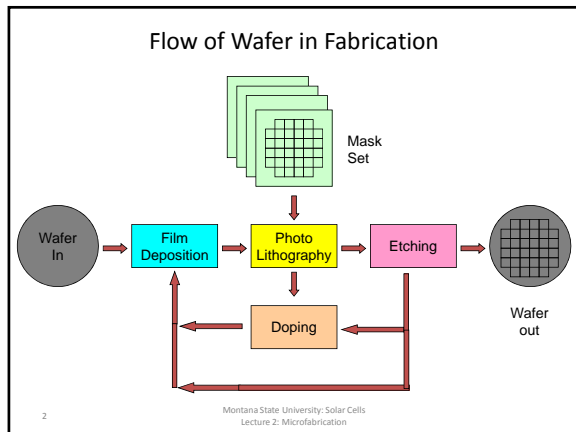 Flow of Wafer in Fabrication
Mask
Set
Wafer
In
Film
Deposition
Photo
Lithography
Etching
Wafer
out
Doping
2
Montana State University: Solar Cells
Lecture 2: Microfabrication